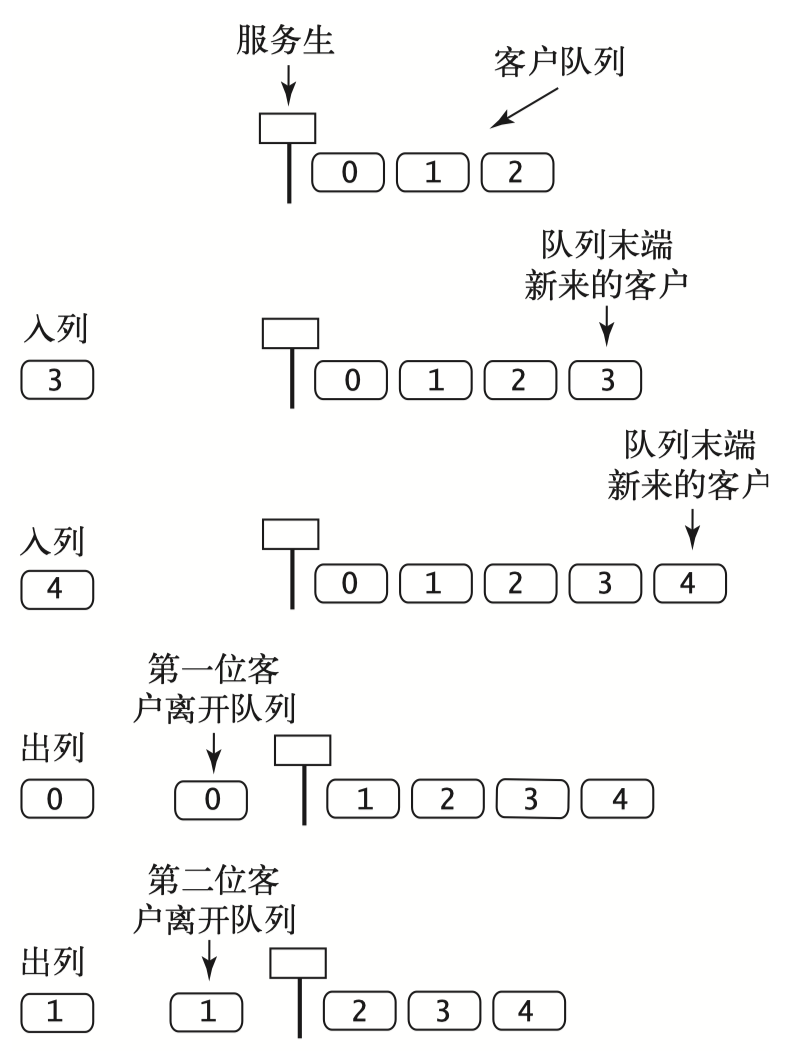 服务生
客户队列
0 1 2
队列末端
新来的客户
入列
3
0 1 2 3
队列末端
新来的客户
入列
4
0 1 2 3 4
第一位客
户离开队列
出列
0
0
1 2 3 4
第二位客
户离开队列
出列
1
1
2 3 4